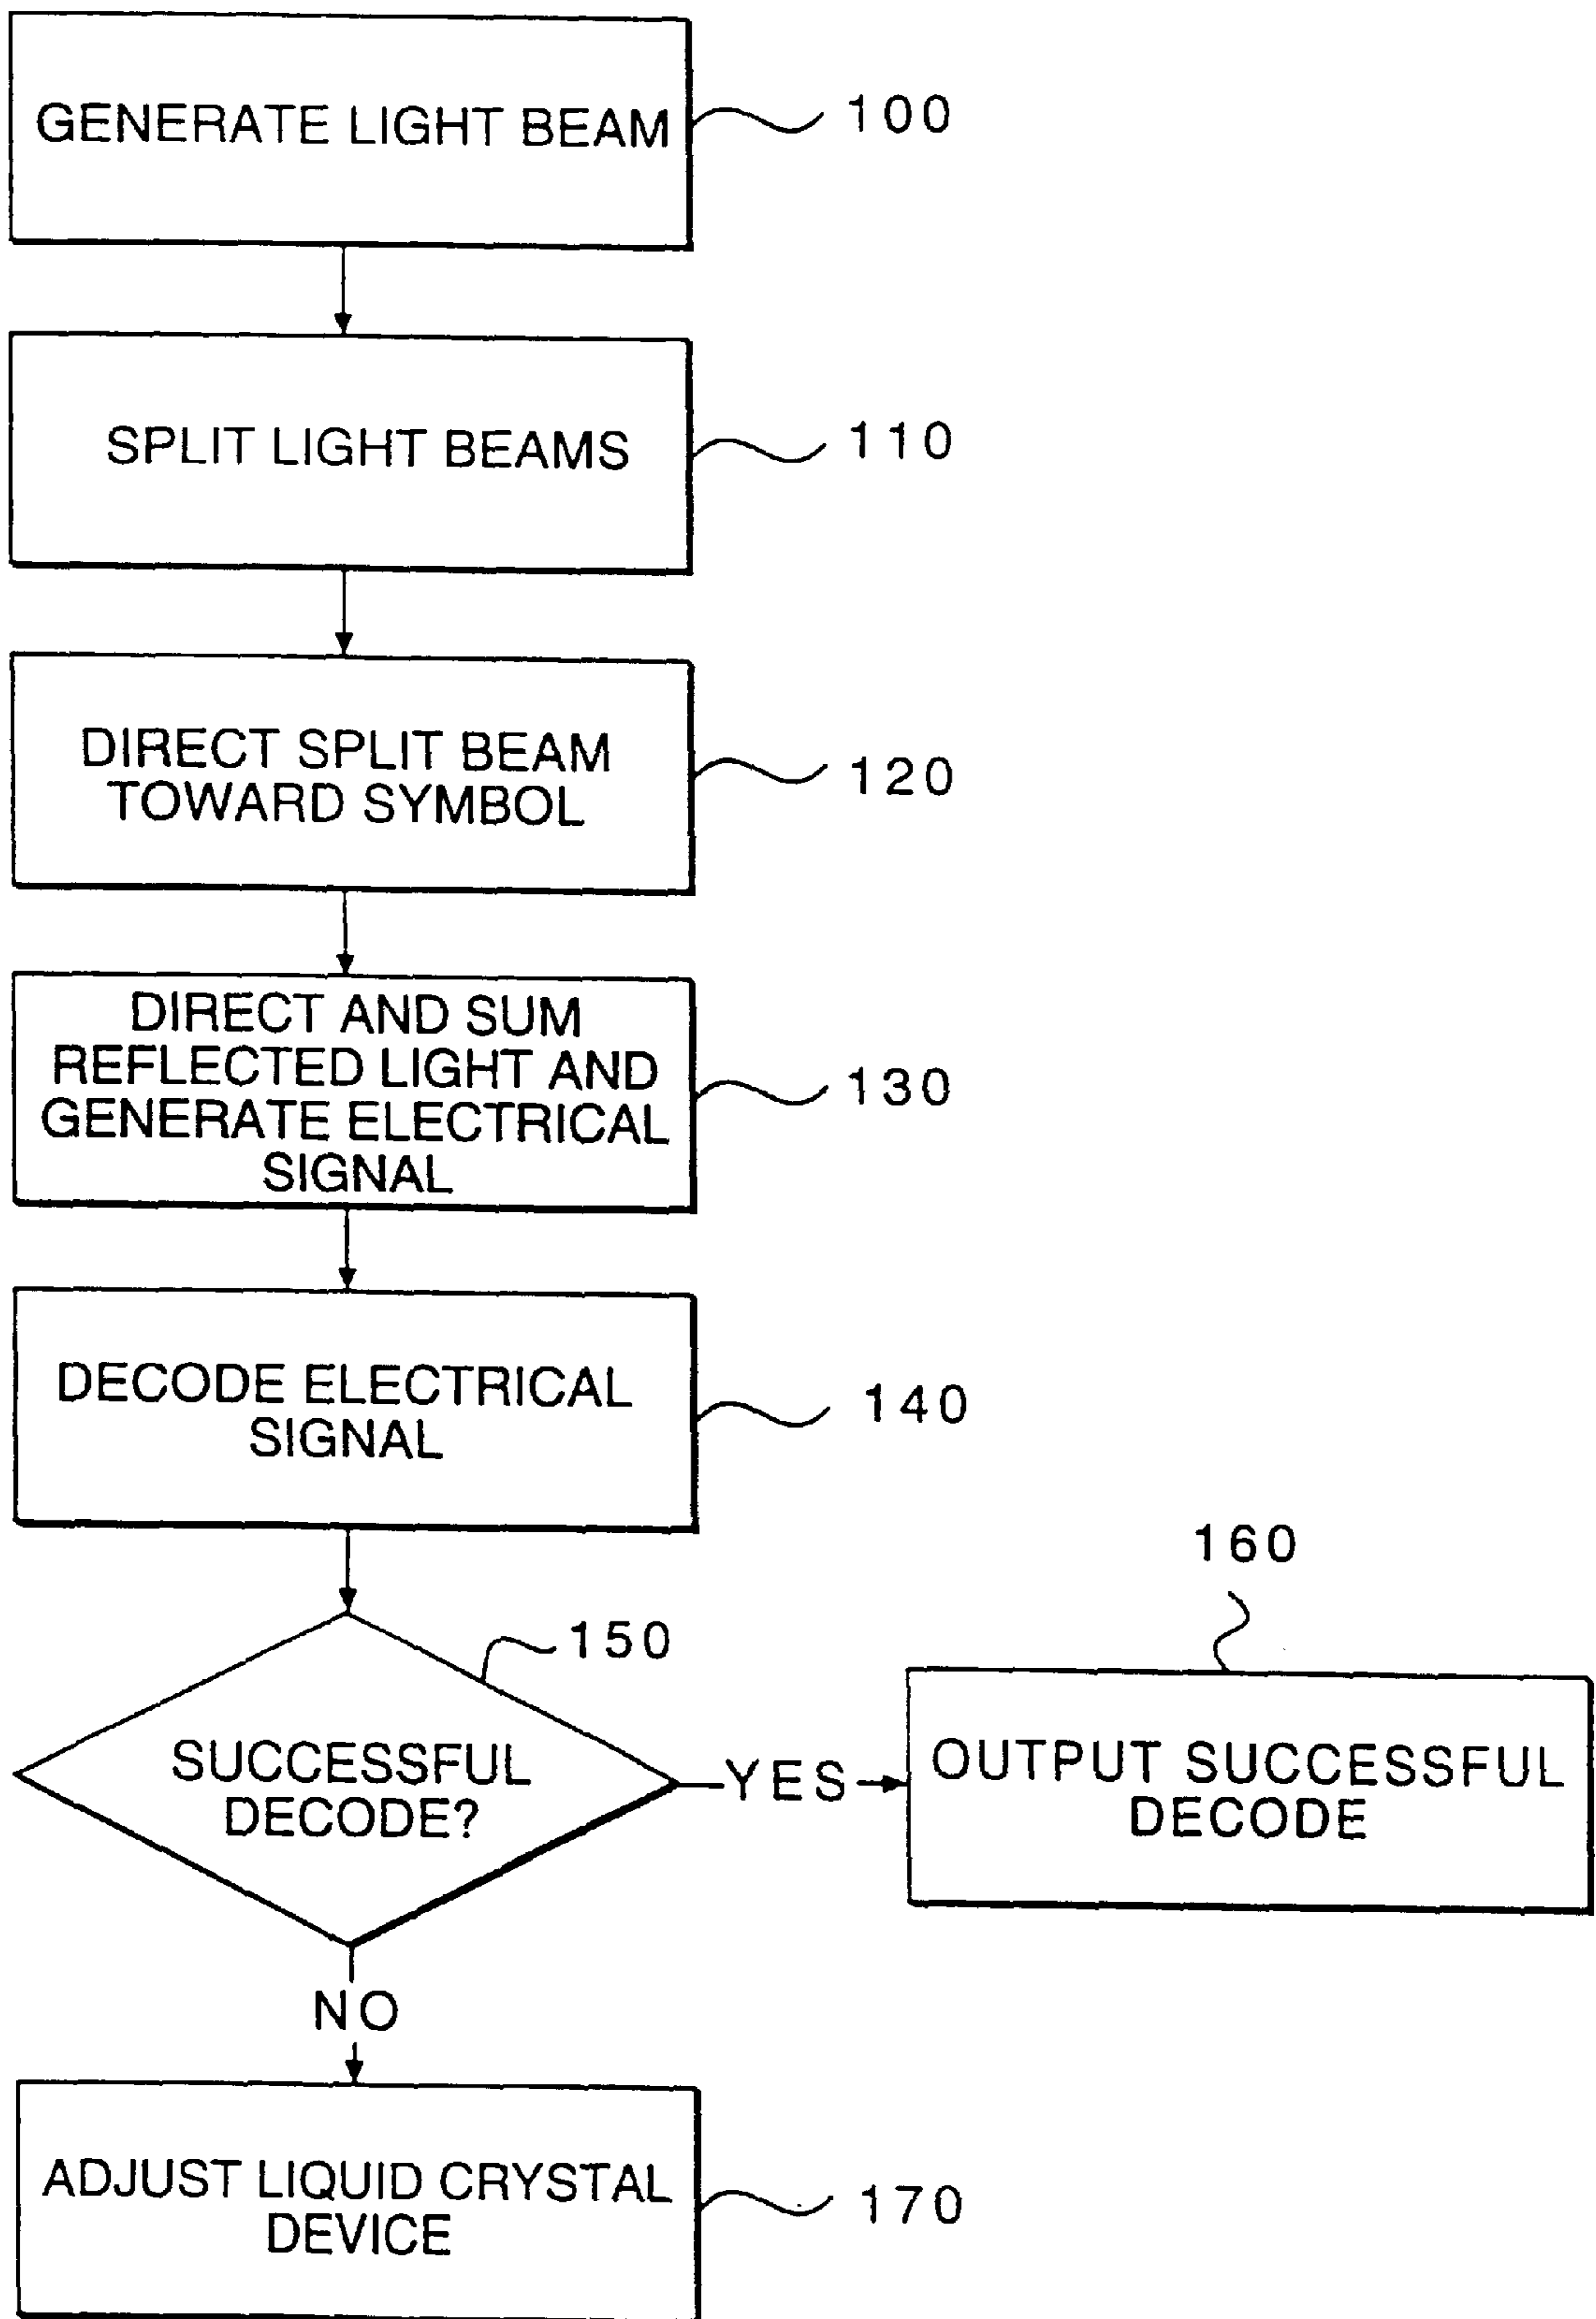 GENERATE LIGHT BEAM
100
SPLIT LIGHT BEAMS
110
DIRECT SPLIT BEAM
TOWARD SYMBOL
120
DIRECT AND SUM
REFLECTED LIGHT AND
GENERATE ELECTRICAL
SIGNAL
130
DECODE ELECTRICAL
SIGNAL
140
150
SUCCESSFUL
DECODE?
YES
160
OUTPUT SUCCESSFUL
DECODE
NO
ADJUST LIQUID CRYSTAL
DEVICE
170